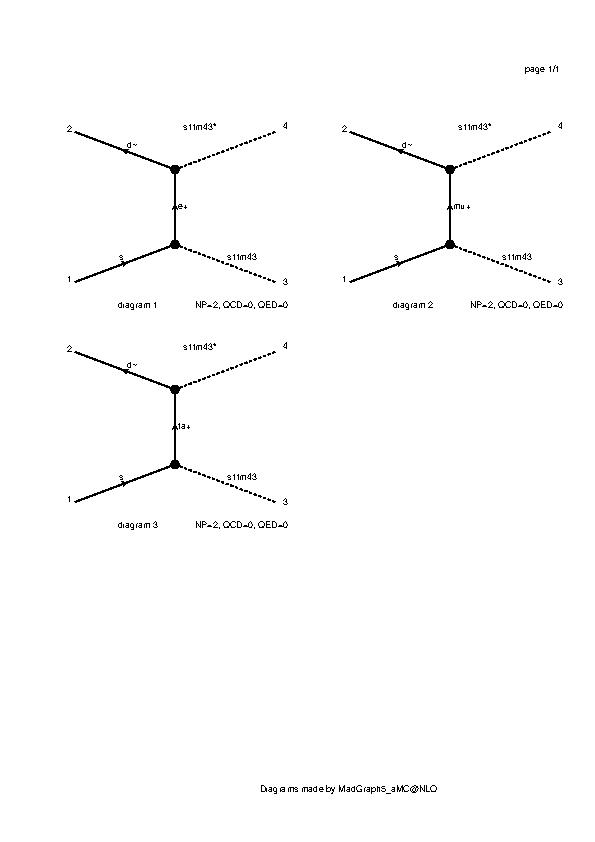 page 1/1
2
d~
s11m43*
4
e+
1
s
s11m43
3
diagram 1
NP=2, QCD=0, QED=0
2
d~
s11m43*
4
mu+
1
s
s11m43
3
diagram 2
NP=2, QCD=0, QED=0
2
d~
s11m43*
4
ta+
1
s
s11m43
3
diagram 3
NP=2, QCD=0, QED=0
Diagrams made by MadGraph5_aMC@NLO